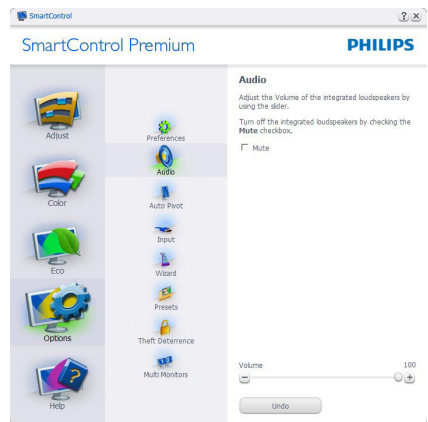 SmartControl
? x
SmartControl Premium
PHILIPS
Adjust
Color
Eco
Options
Help
Preferences
Audio
Auto Pivot
Input
Wizard
Presets
Theft Deterrence
Multi Monitors
Audio
Adjust the Volume of the integrated loudspeakers by
using the slider.
Turn off the integrated loudspeakers by checking the
Mute checkbox.
Mute
Volume 100
Undo